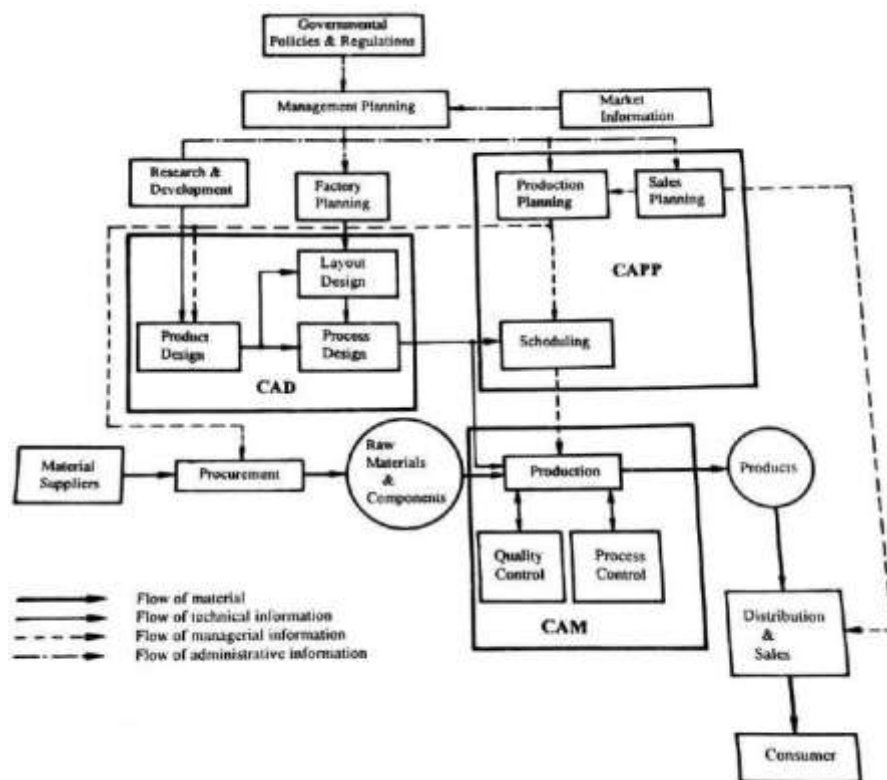 Governmental
Policies & Regulations
Management Planning
Market
Information
Research &
Development
Factory
Planning
Production
Planning
Sales
Planning
Layout
Design
CAPP
Product
Design
Process
Design
Scheduling
CAD
Material
Suppliers
Procurement
Raw
Materials
&
Components
Production
Products
Quality
Control
Process
Control
CAM
Flow of material
Flow of technical information
Flow of managerial information
Flow of administrative information
Distribution
&
Sales
Consumer